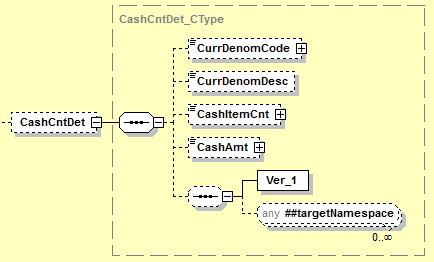 CashCntDet_CType
CurrDenomCode
CurrDenomDesc
CashItemCnt
CashCntDet
CashAmt
Ver_1
any ##targetNamespace
0..∞